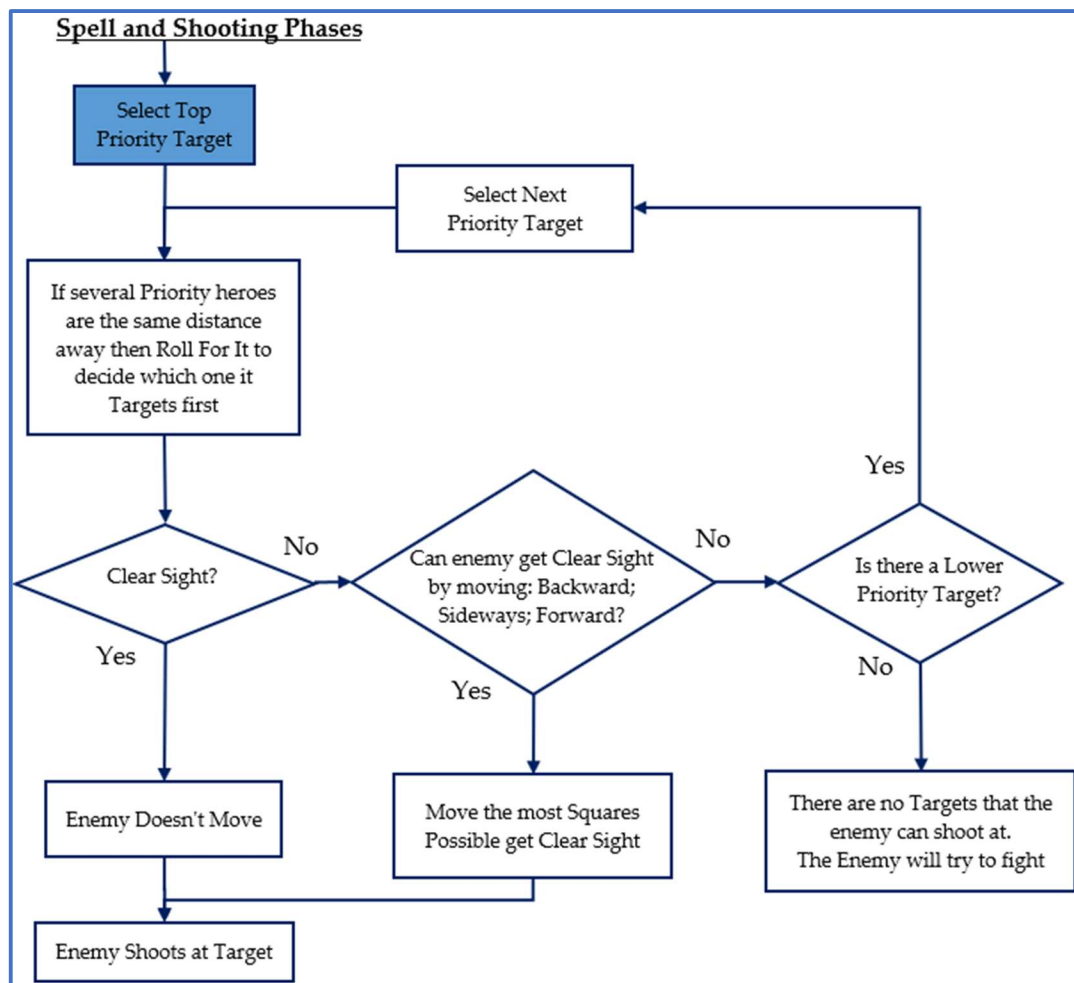 Spell and Shooting Phases
Select Top
Priority Target
Select Next
Priority Target
If several Priority heroes
are the same distance
away then Roll For It to
decide which one it
Targets first
Yes
Clear Sight?
No
Can enemy get Clear Sight
by moving: Backward;
Sideways; Forward?
No
Is there a Lower
Priority Target?
Yes
Yes
No
Enemy Doesn't Move
Move the most Squares
Possible get Clear Sight
There are no Targets that the
enemy can shoot at.
The Enemy will try to fight
Enemy Shoots at Target